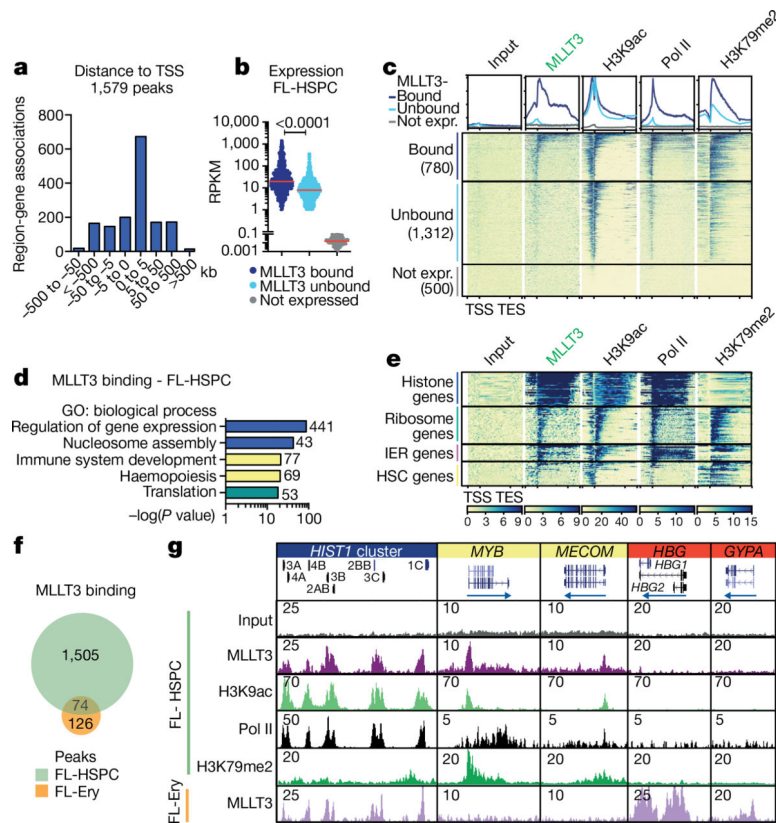 a
Distance to TSS
1,579 peaks
Region-gene associations
800
600
400
200
0
–500 to –50
<–500
–50 to –5
–5 to 0
0 to 5
5 to 50
50 to 500
>500
kb
b
Expression
FL-HSPC
<0.0001
RPKM
10,000
1,000
100
10
1
0.1
0.001
MLLT3 bound
MLLT3 unbound
Not expressed
c
Input
MLLT3
H3K9ac
Pol II
H3K79me2
MLLT3-
Bound
Unbound
Not expr.
Bound
(780)
Unbound
(1,312)
Not expr.
(500)
TSS TES
d
MLLT3 binding - FL-HSPC
GO: biological process
Regulation of gene expression 441
Nucleosome assembly 43
Immune system development 77
Haemopoiesis 69
Translation 53
–log(P value)
1 10 100
e
Input
MLLT3
H3K9ac
Pol II
H3K79me2
Histone
genes
Ribosome
genes
IER genes
HSC genes
TSS TES
0 3 6 9 0 3 6 9 0 20 40 0 5 10 0 5 10 15
f
MLLT3 binding
1,505
74
126
Peaks
FL-HSPC
FL-Ery
g
HIST1 cluster MYB MECOM HBG GYPA
3A 4B 2BB 1C
4A 3B 3C
2AB
HBG1
HBG2
FL- HSPC
Input 25 10 10 20 20
MLLT3 25 10 10 20 20
H3K9ac 70 70 70 70 70
Pol II 50 5 5 5 5
H3K79me2 20 20 20 20 20
FL-Ery
MLLT3 25 10 10 25 20